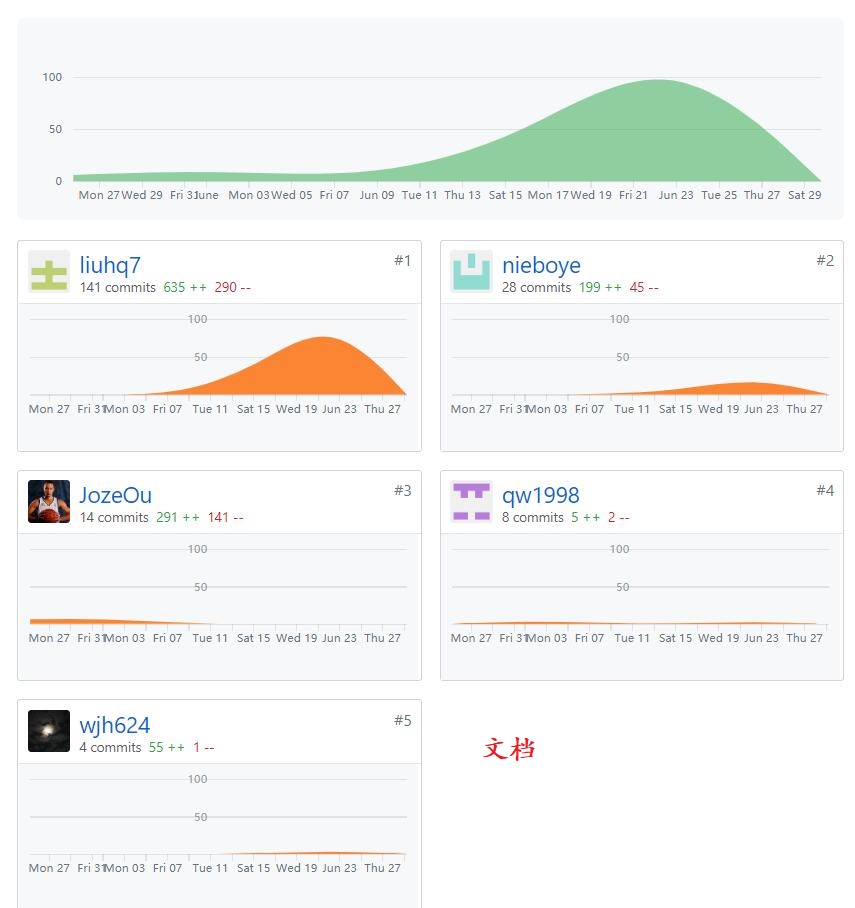 100
50
0
Mon 27 Wed 29 Fri 31 June Mon 03 Wed 05 Fri 07 Jun 09 Tue 11 Thu 13 Sat 15 Mon 17 Wed 19 Fri 21 Jun 23 Tue 25 Thu 27 Sat 29
liuhq7 #1
141 commits 635 ++ 290 --
100
50
Mon 27 Fri 31 Mon 03 Fri 07 Tue 11 Sat 15 Wed 19 Jun 23 Thu 27
nieboye #2
28 commits 199 ++ 45 --
100
50
Mon 27 Fri 31 Mon 03 Fri 07 Tue 11 Sat 15 Wed 19 Jun 23 Thu 27
JozeOu #3
14 commits 291 ++ 141 --
100
50
Mon 27 Fri 31 Mon 03 Fri 07 Tue 11 Sat 15 Wed 19 Jun 23 Thu 27
qw1998 #4
8 commits 5 ++ 2 --
100
50
Mon 27 Fri 31 Mon 03 Fri 07 Tue 11 Sat 15 Wed 19 Jun 23 Thu 27
wjh624 #5
4 commits 55 ++ 1 --
100
50
Mon 27 Fri 31 Mon 03 Fri 07 Tue 11 Sat 15 Wed 19 Jun 23 Thu 27
文档